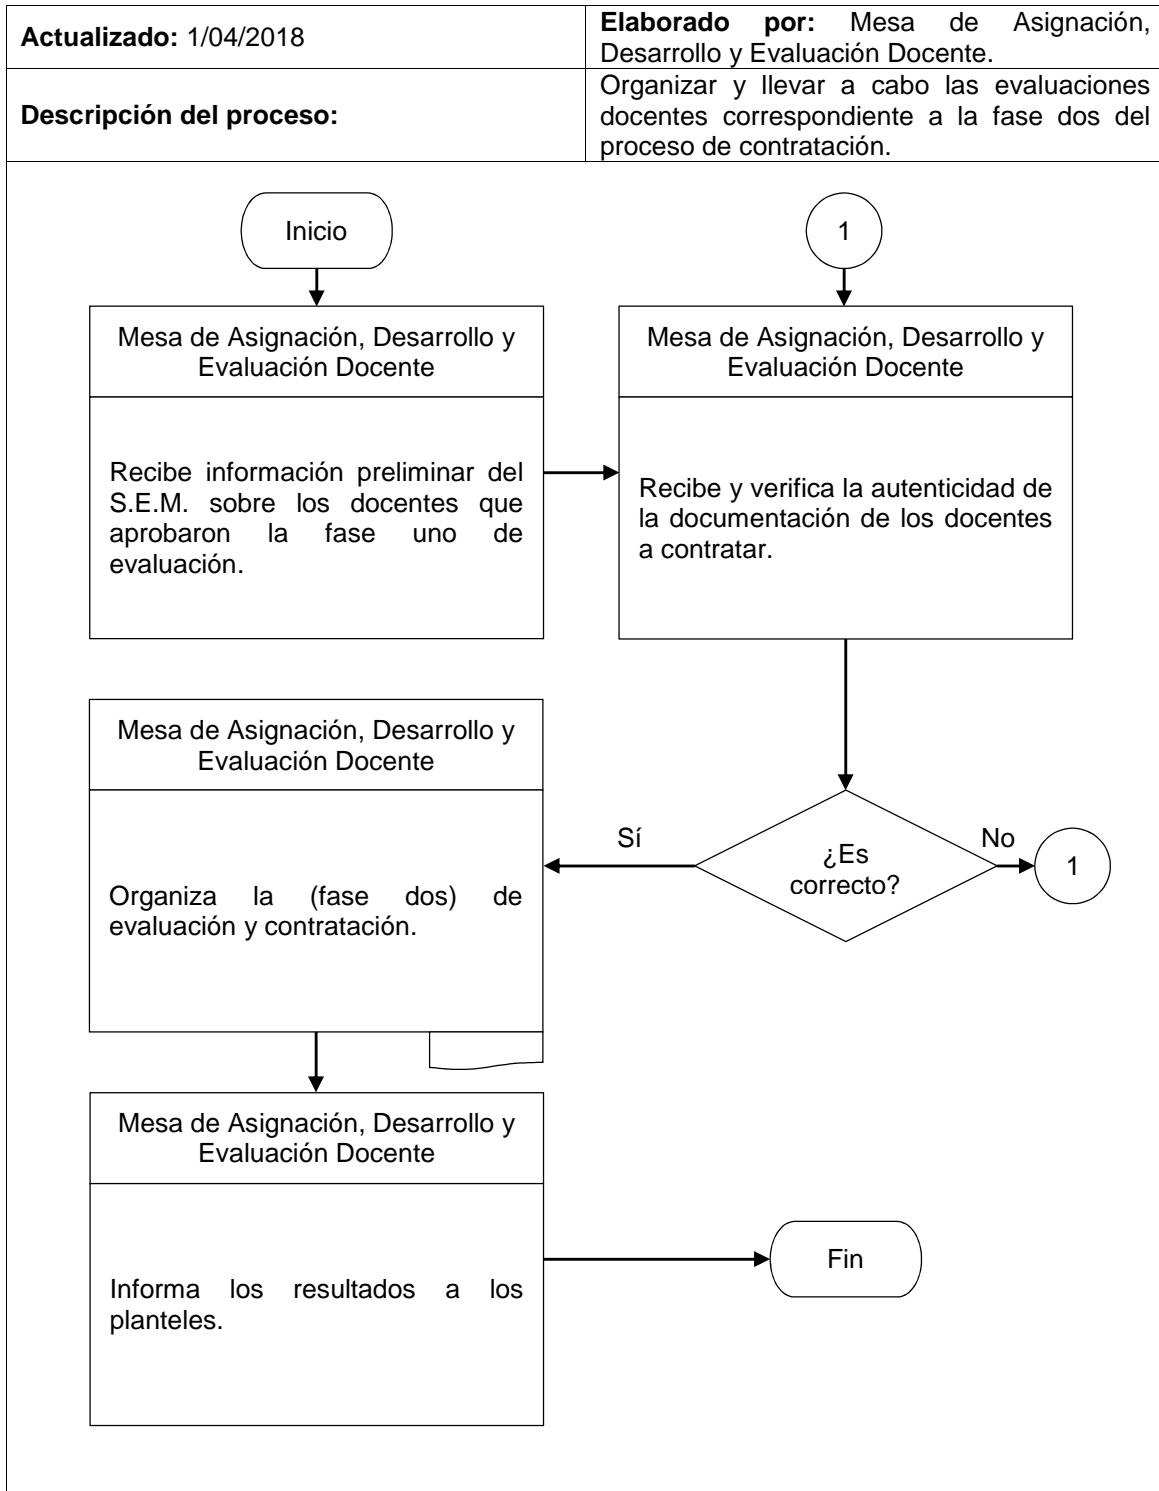 Actualizado: 1/04/2018
Elaborado por: Mesa de Asignación,
Desarrollo y Evaluación Docente.
Descripción del proceso:
Organizar y llevar a cabo las evaluaciones
docentes correspondiente a la fase dos del
proceso de contratación.
Inicio
1
Mesa de Asignación, Desarrollo y
Evaluación Docente
Recibe información preliminar del
S.E.M. sobre los docentes que
aprobaron la fase uno de
evaluación.
Mesa de Asignación, Desarrollo y
Evaluación Docente
Recibe y verifica la autenticidad de
la documentación de los docentes
a contratar.
¿Es
correcto?
No
1
Sí
Mesa de Asignación, Desarrollo y
Evaluación Docente
Organiza la (fase dos) de
evaluación y contratación.
Mesa de Asignación, Desarrollo y
Evaluación Docente
Informa los resultados a los
planteles.
Fin